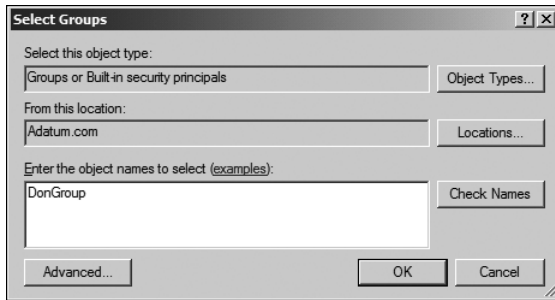 Select Groups
Select this object type:
Groups or Built-in security principals
Object Types...
From this location:
Adatum.com
Locations...
Enter the object names to select (examples):
DonGroup
Check Names
Advanced...
OK
Cancel